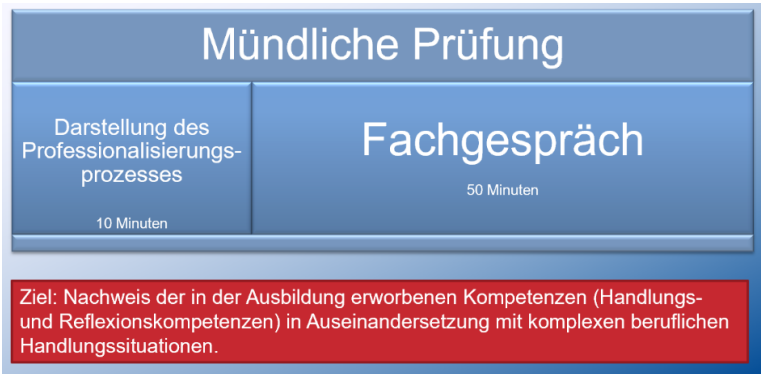 Mündliche Prüfung
Darstellung des
Professionalisierungs-
prozesses
10 Minuten
Fachgespräch
50 Minuten
Ziel: Nachweis der in der Ausbildung erworbenen Kompetenzen (Handlungs-
und Reflexionskompetenzen) in Auseinandersetzung mit komplexen beruflichen
Handlungssituationen.